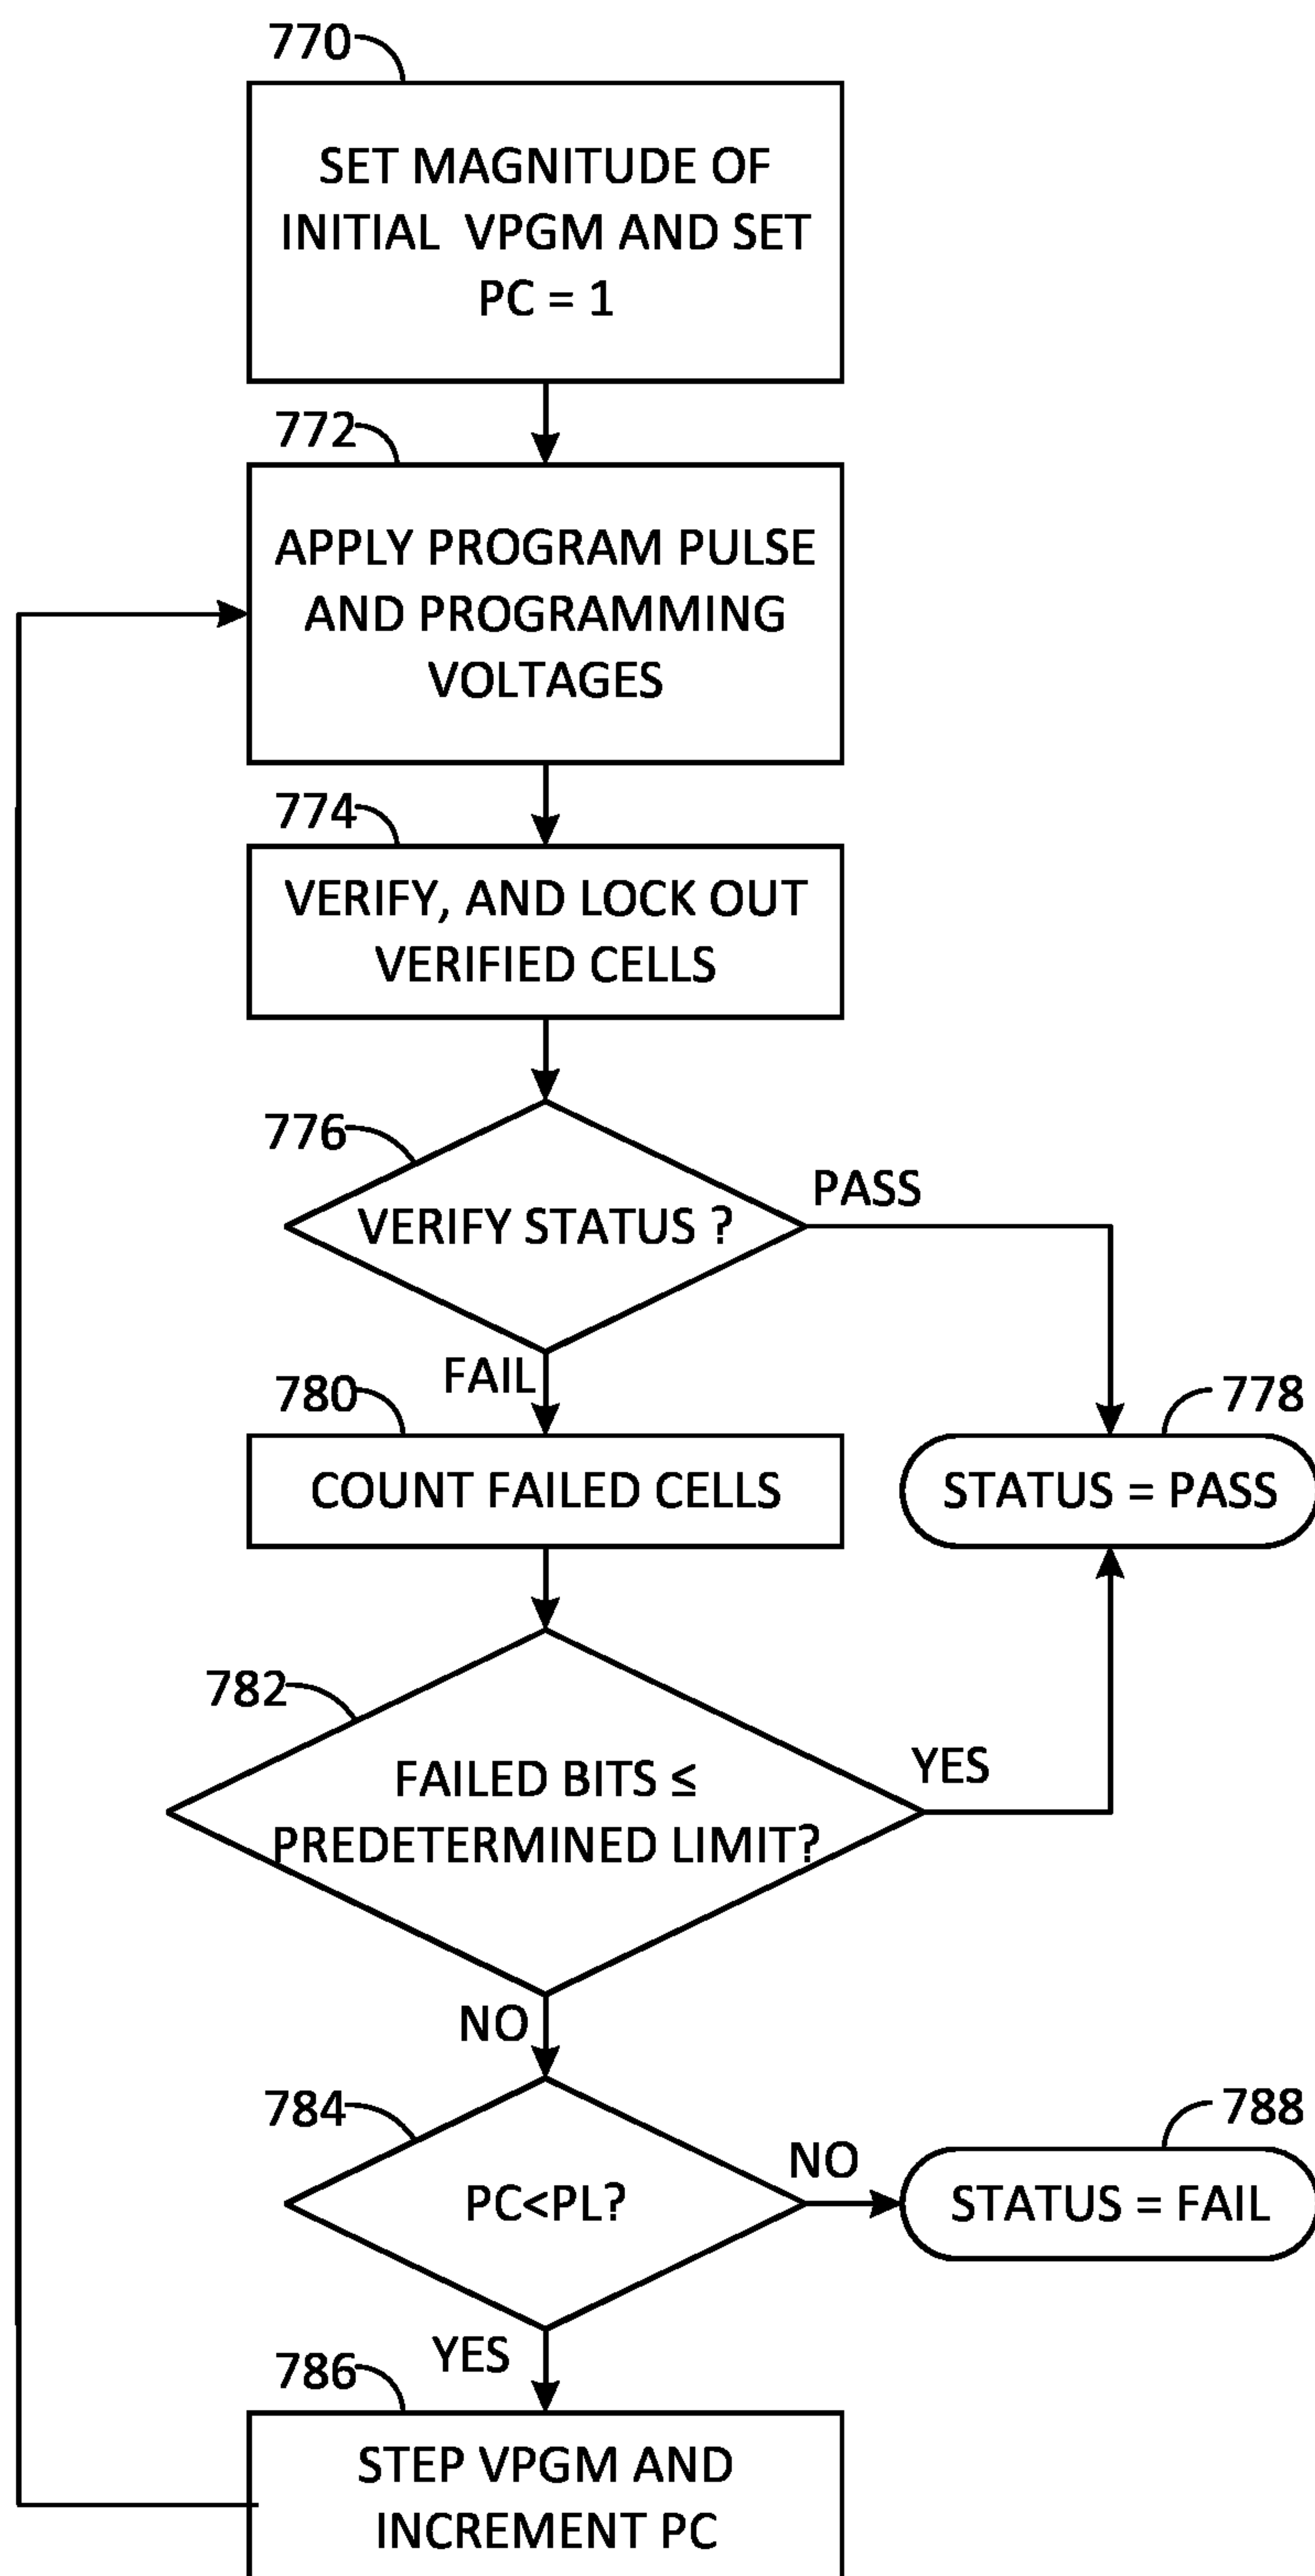 770
SET MAGNITUDE OF
INITIAL VPGM AND SET
PC = 1
772
APPLY PROGRAM PULSE
AND PROGRAMMING
VOLTAGES
774
VERIFY, AND LOCK OUT
VERIFIED CELLS
776
VERIFY STATUS ?
PASS
FAIL
780
COUNT FAILED CELLS
778
STATUS = PASS
782
FAILED BITS ≤
PREDETERMINED LIMIT?
YES
NO
784
PC<PL?
NO
788
STATUS = FAIL
YES
786
STEP VPGM AND
INCREMENT PC